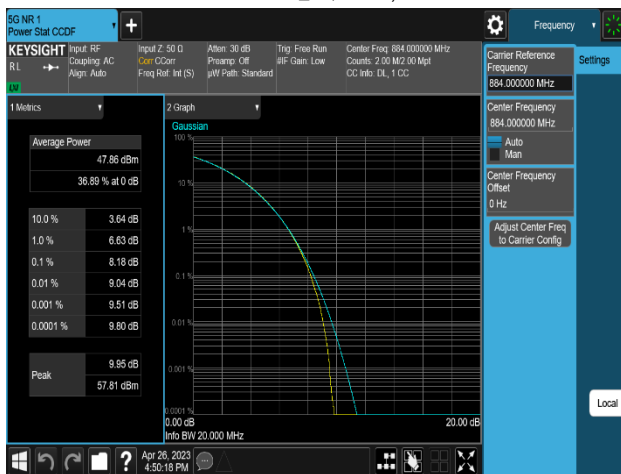 5G NR 1
Power Stat CCDF
Frequency
KEYSIGHT
RL
LW
Input: RF
Coupling: AC
Align: Auto
Input Z: 50 Ω
Corr CCorr
Freq Ref: Int (S)
Atten: 30 dB
Preamp: Off
µW Path: Standard
Trig: Free Run
#IF Gain: Low
Center Freq: 884.000000 MHz
Counts: 2.00 M/2.00 Mpt
CC Info: DL, 1 CC
Carrier Reference
Frequency
884.000000 MHz
Settings
Center Frequency
884.000000 MHz
Auto
Man
Center Frequency
Offset
0 Hz
Adjust Center Freq
to Carrier Config
Local
1 Metrics
Average Power
47.86 dBm
36.89 % at 0 dB
10.0 % 3.64 dB
1.0 % 6.63 dB
0.1 % 8.18 dB
0.01 % 9.04 dB
0.001 % 9.51 dB
0.0001 % 9.80 dB
Peak
9.95 dB
57.81 dBm
2 Graph
Gaussian
100 %
10 %
1 %
0.1 %
0.01 %
0.001 %
0.0001 %
0.00 dB 20.00 dB
Info BW 20.000 MHz
?
Apr 26, 2023
4:50:18 PM